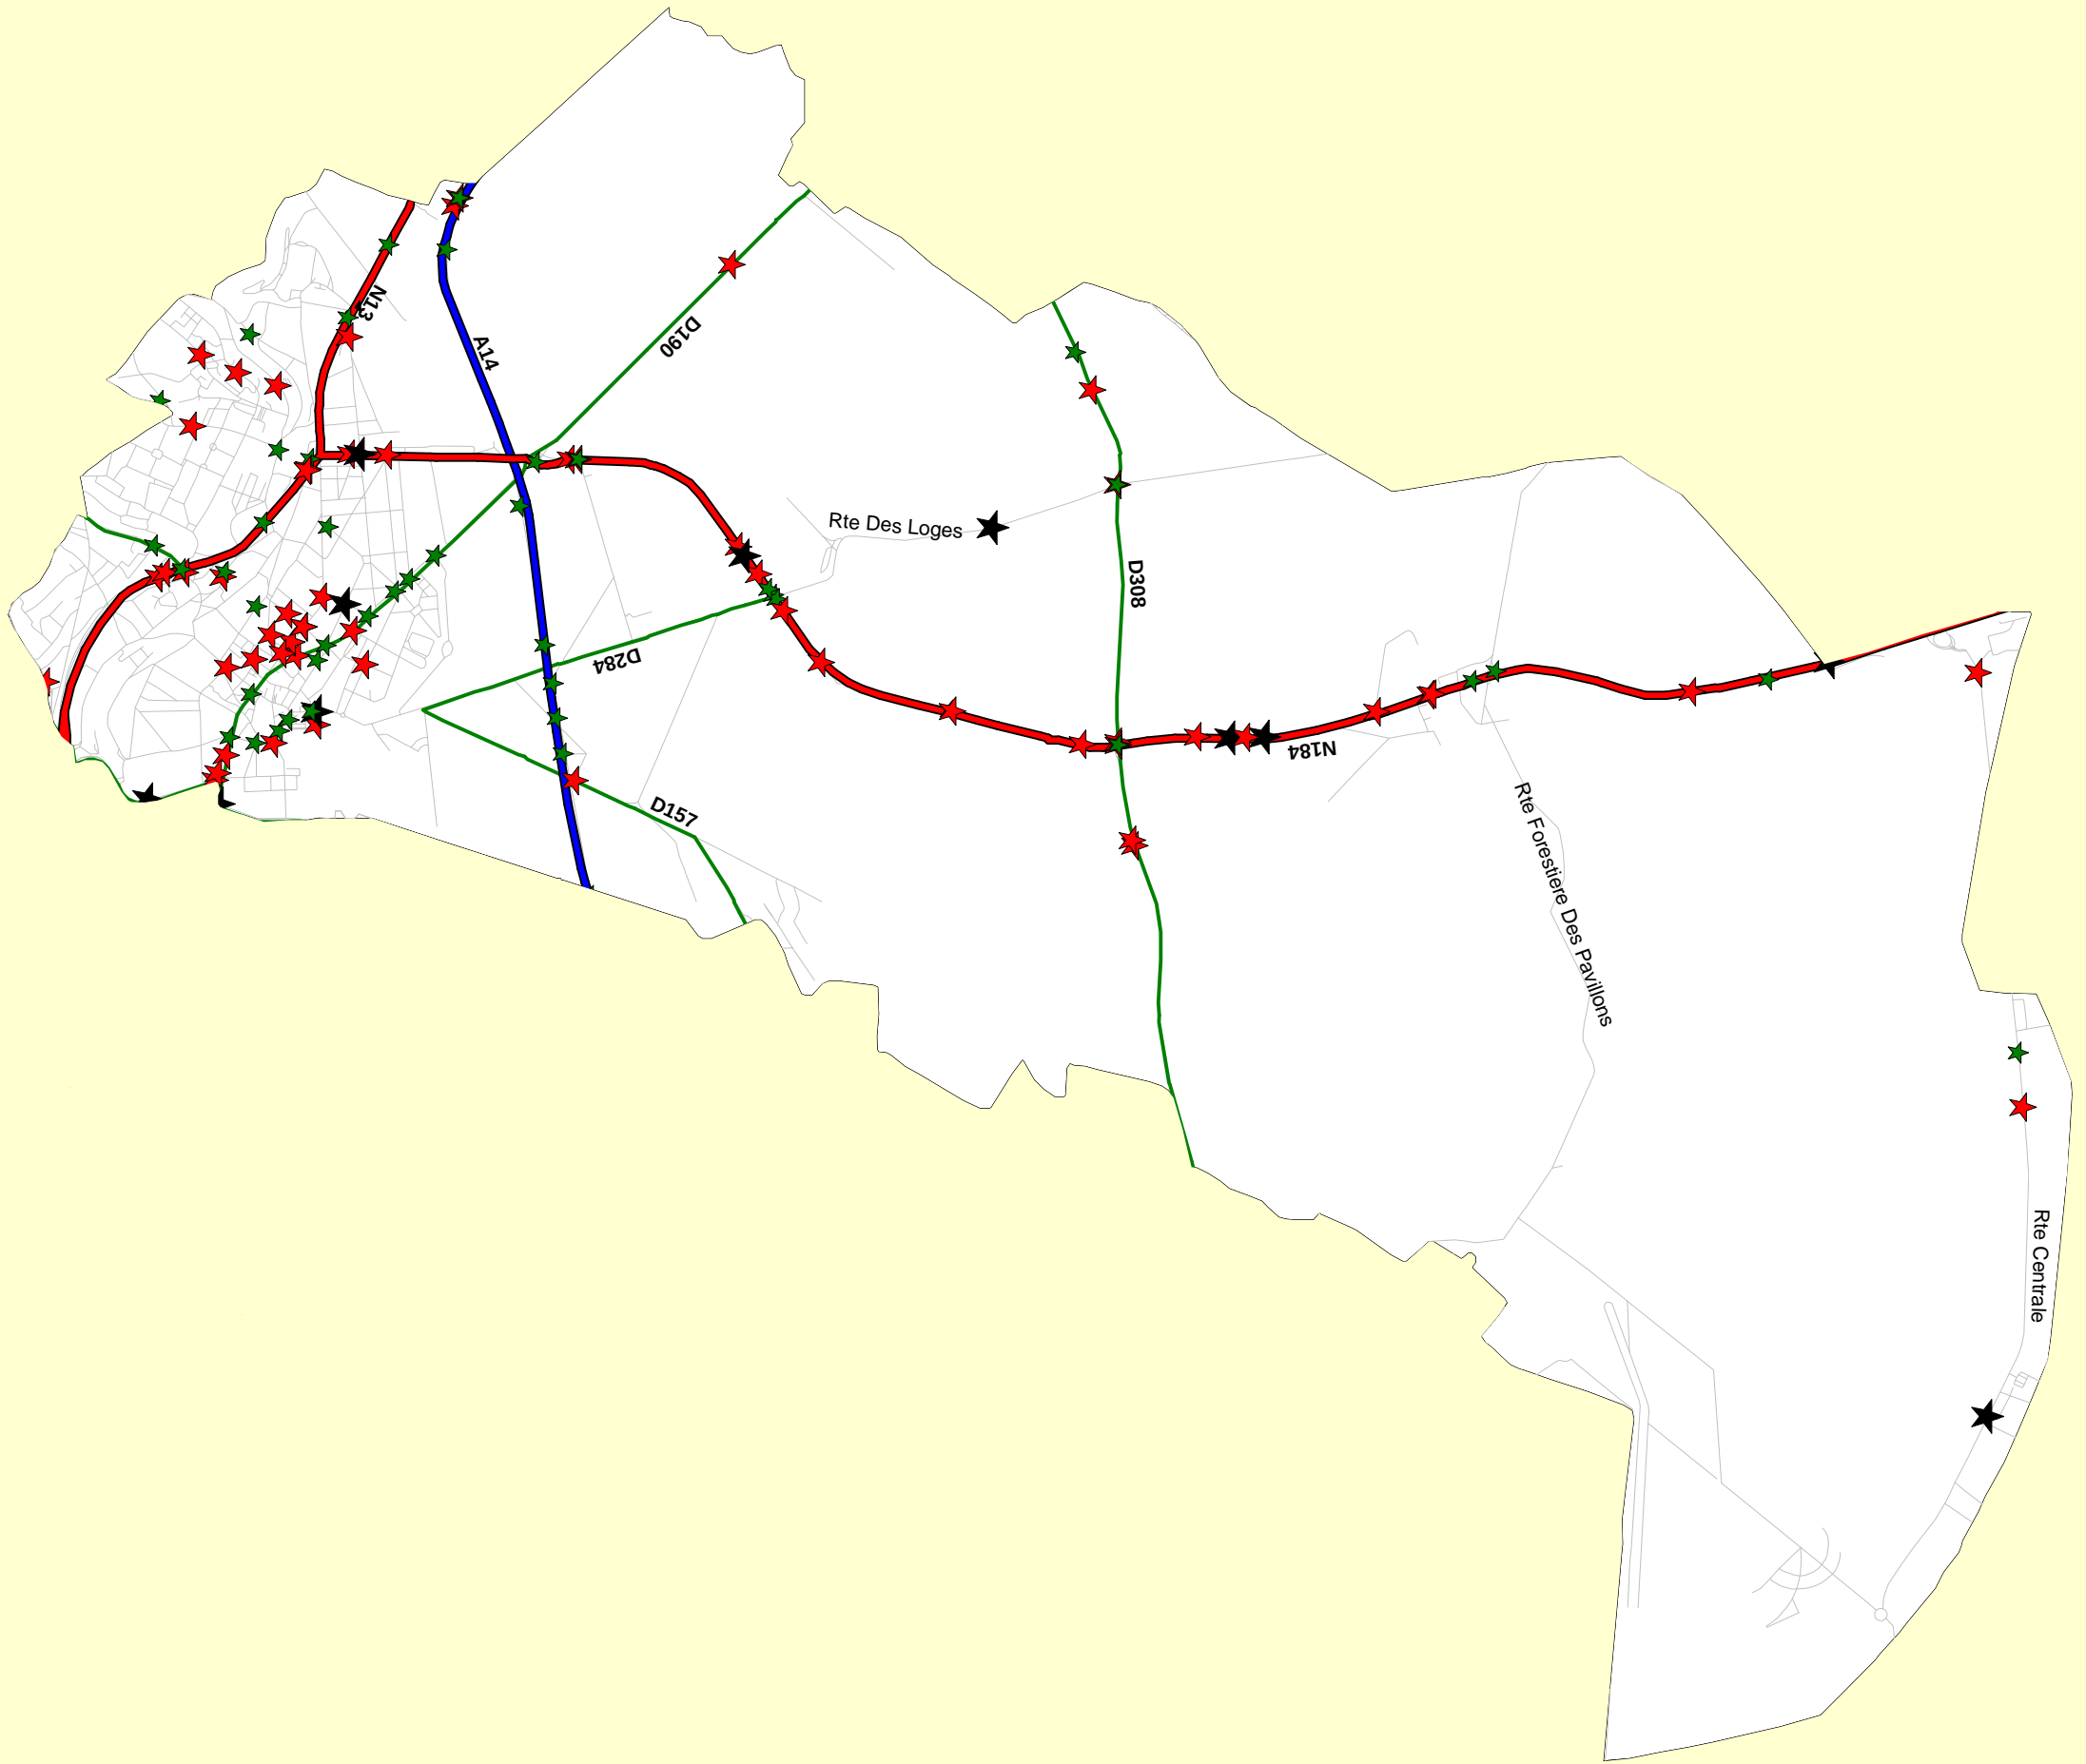 N13
A14
D190
Rte Des Loges
D308
D284
N184
D157
Rte Forestiere Des Pavillons
Rte Centrale